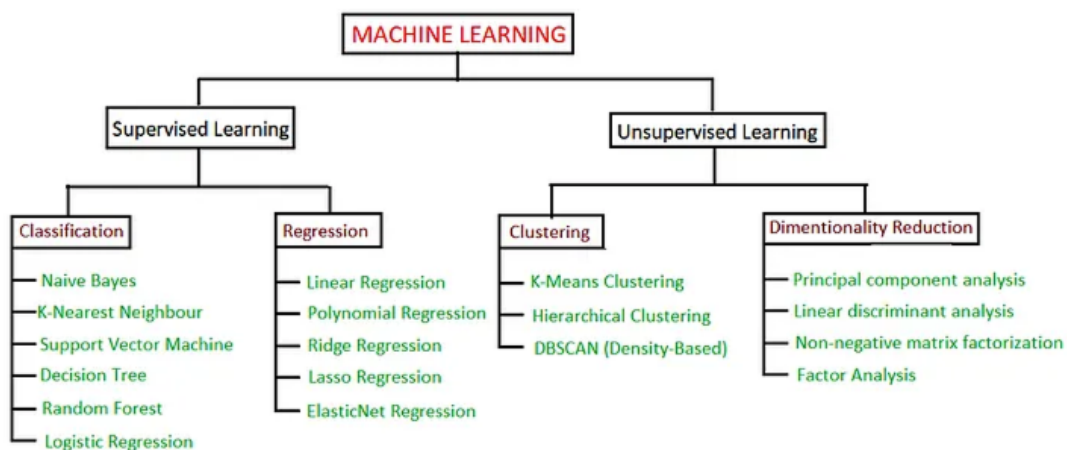 MACHINE LEARNING
Supervised Learning
Unsupervised Learning
Classification
Naive Bayes
K-Nearest Neighbour
Support Vector Machine
Decision Tree
Random Forest
Logistic Regression
Regression
Linear Regression
Polynomial Regression
Ridge Regression
Lasso Regression
ElasticNet Regression
Clustering
K-Means Clustering
Hierarchical Clustering
DBSCAN (Density-Based)
Dimentionality Reduction
Principal component analysis
Linear discriminant analysis
Non-negative matrix factorization
Factor Analysis